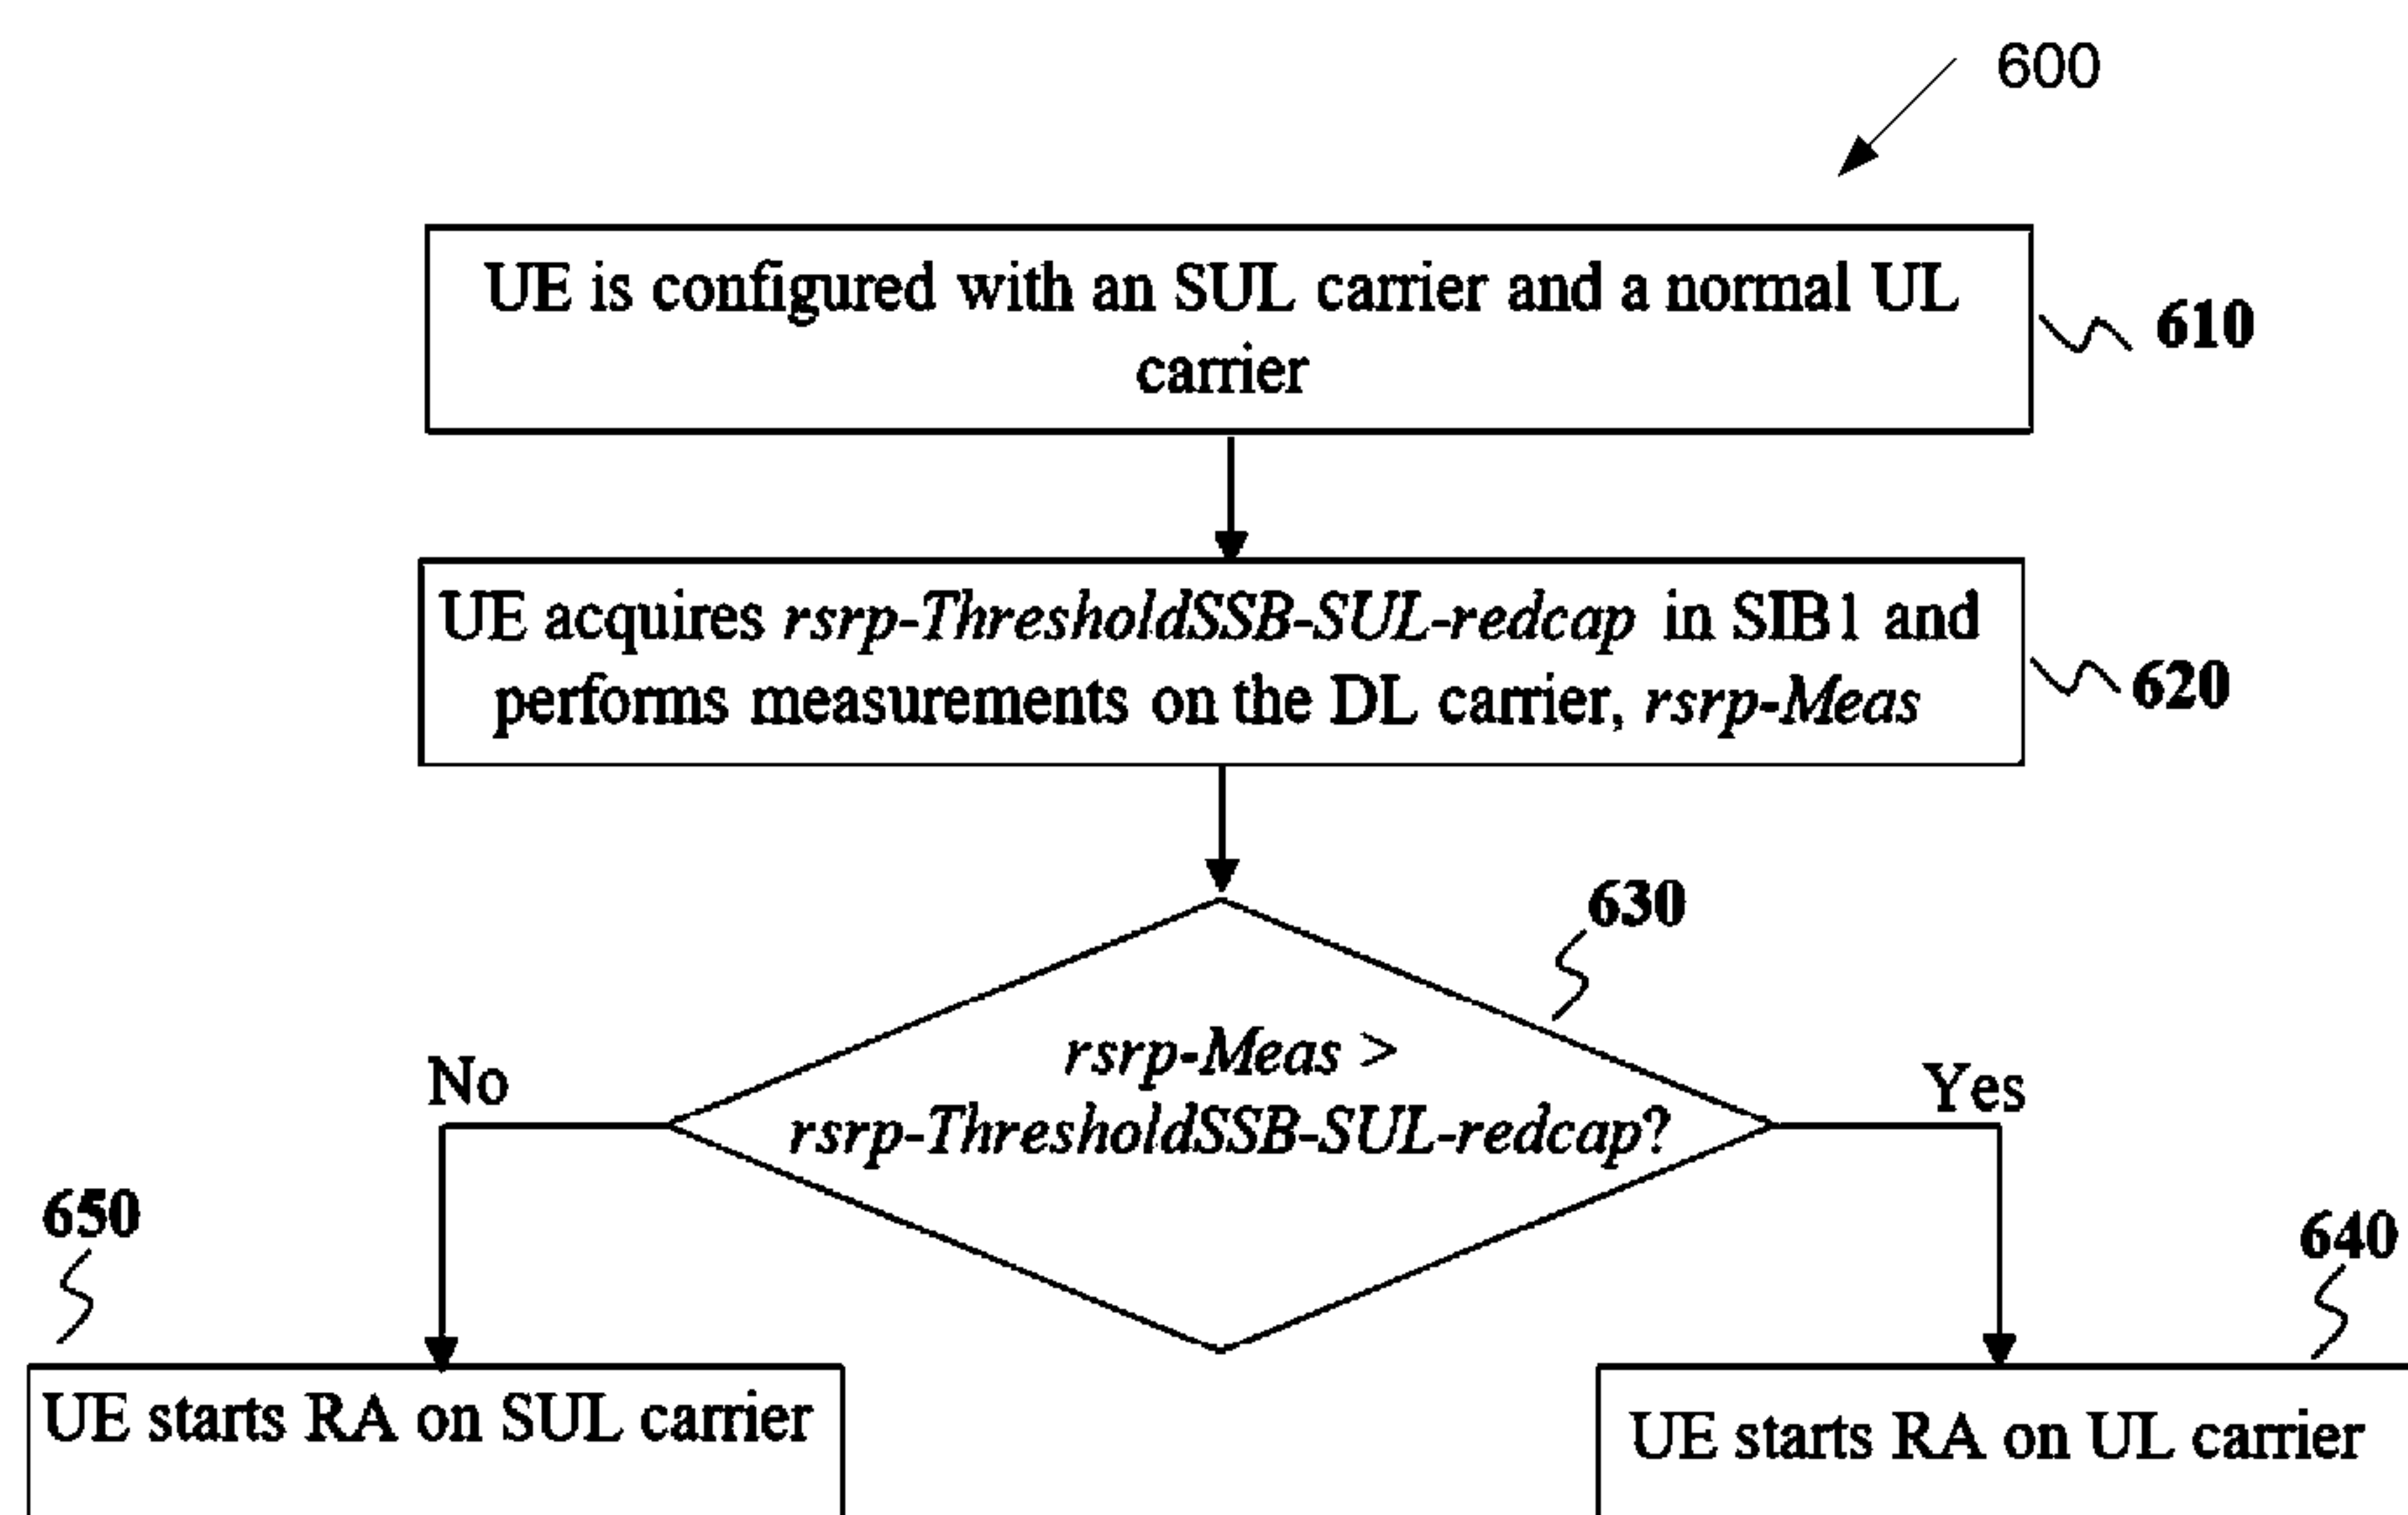 600
UE is configured with an SUL carrier and a normal UL
carrier
610
UE acquires rsrp-ThresholdSSB-SUL-redcap in SIB1 and
performs measurements on the DL carrier, rsrp-Meas
620
630
rsrp-Meas >
rsrp-ThresholdSSB-SUL-redcap?
No
Yes
650
640
UE starts RA on SUL carrier
UE starts RA on UL carrier